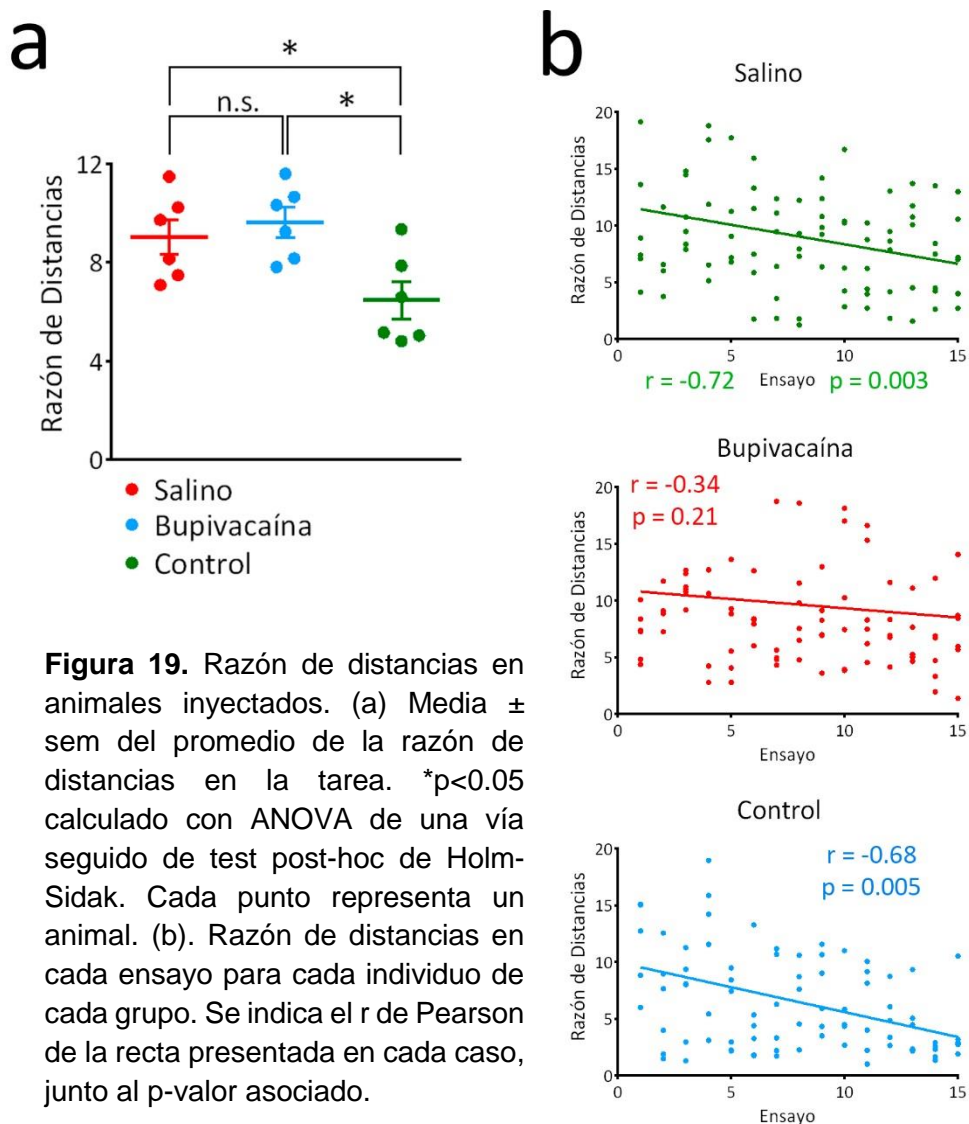 a
*
n.s.
*
Razón de Distancias
12
8
4
0
Salino
Bupivacaína
Control
Figura 19. Razón de distancias en
animales inyectados. (a) Media ±
sem del promedio de la razón de
distancias en la tarea. *p<0.05
calculado con ANOVA de una vía
seguido de test post-hoc de Holm-
Sidak. Cada punto representa un
animal. (b). Razón de distancias en
cada ensayo para cada individuo de
cada grupo. Se indica el r de Pearson
de la recta presentada en cada caso,
junto al p-valor asociado.
b
Salino
Razón de Distancias
20
15
10
5
0
0 5 10 15
r = -0.72 Ensayo p = 0.003
Bupivacaína
r = -0.34
p = 0.21
Razón de Distancias
20
15
10
5
0
0 5 10 15
Ensayo
Control
r = -0.68
p = 0.005
Razón de Distancias
20
15
10
5
0
0 5 10 15
Ensayo